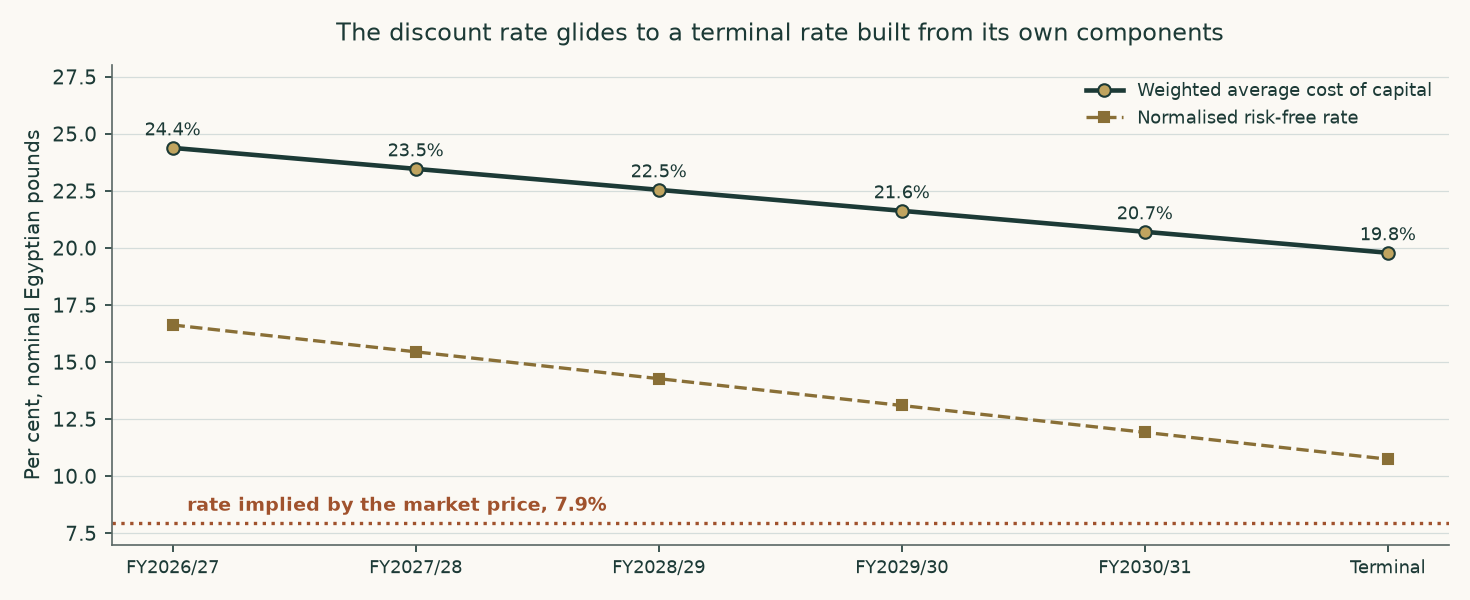 The discount rate glides to a terminal rate built from its own components
Per cent, nominal Egyptian pounds
27.5
25.0
22.5
20.0
17.5
15.0
12.5
10.0
7.5
Weighted average cost of capital
Normalised risk-free rate
24.4%
23.5%
22.5%
21.6%
20.7%
19.8%
rate implied by the market price, 7.9%
FY2026/27
FY2027/28
FY2028/29
FY2029/30
FY2030/31
Terminal